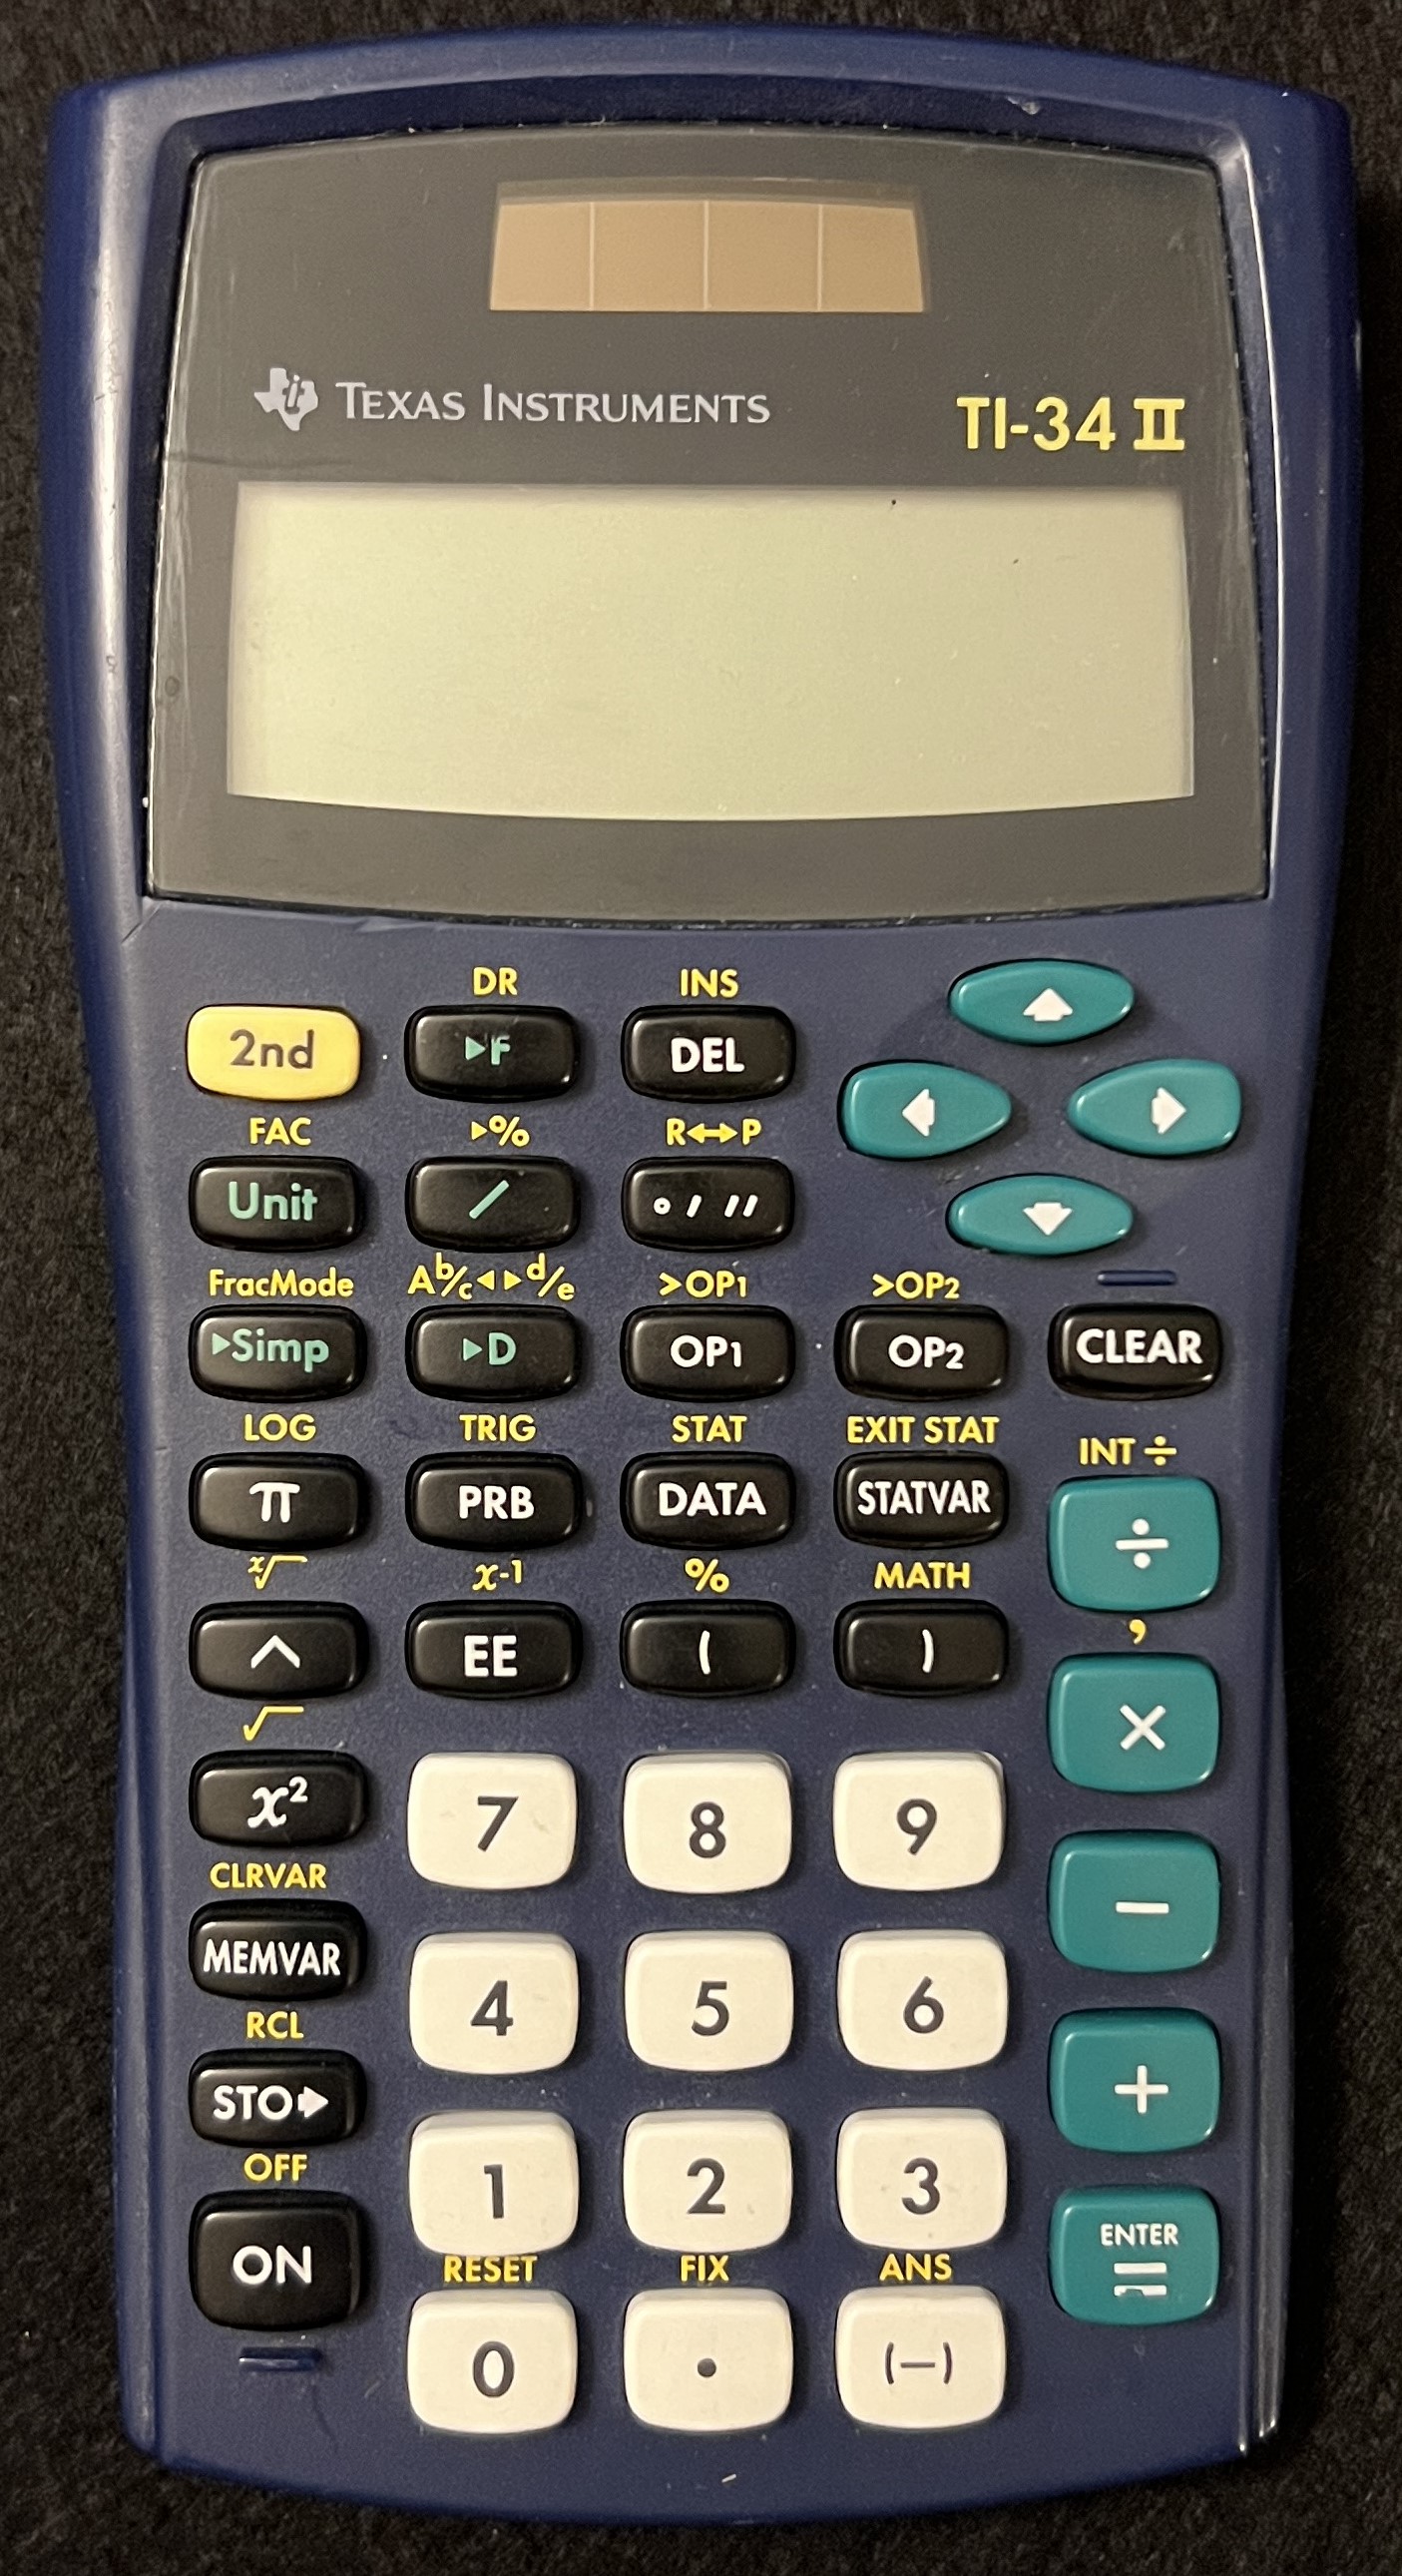 TEXAS INSTRUMENTS
TI-34 II
DR INS
2nd ▸F DEL
FAC ▸% R↔P
Unit / ° ′ ″
FracMode Ab/c◂▸d/e >OP1 >OP2
▸Simp ▸D OP1 OP2 CLEAR
LOG TRIG STAT EXIT STAT INT ÷
π PRB DATA STATVAR ÷
x√ x-1 % MATH ,
^ EE ( ) ×
√
x² 7 8 9 −
CLRVAR
MEMVAR 4 5 6 +
RCL
STO➧ 1 2 3
OFF RESET FIX ANS
ON 0 . (−) ENTER =